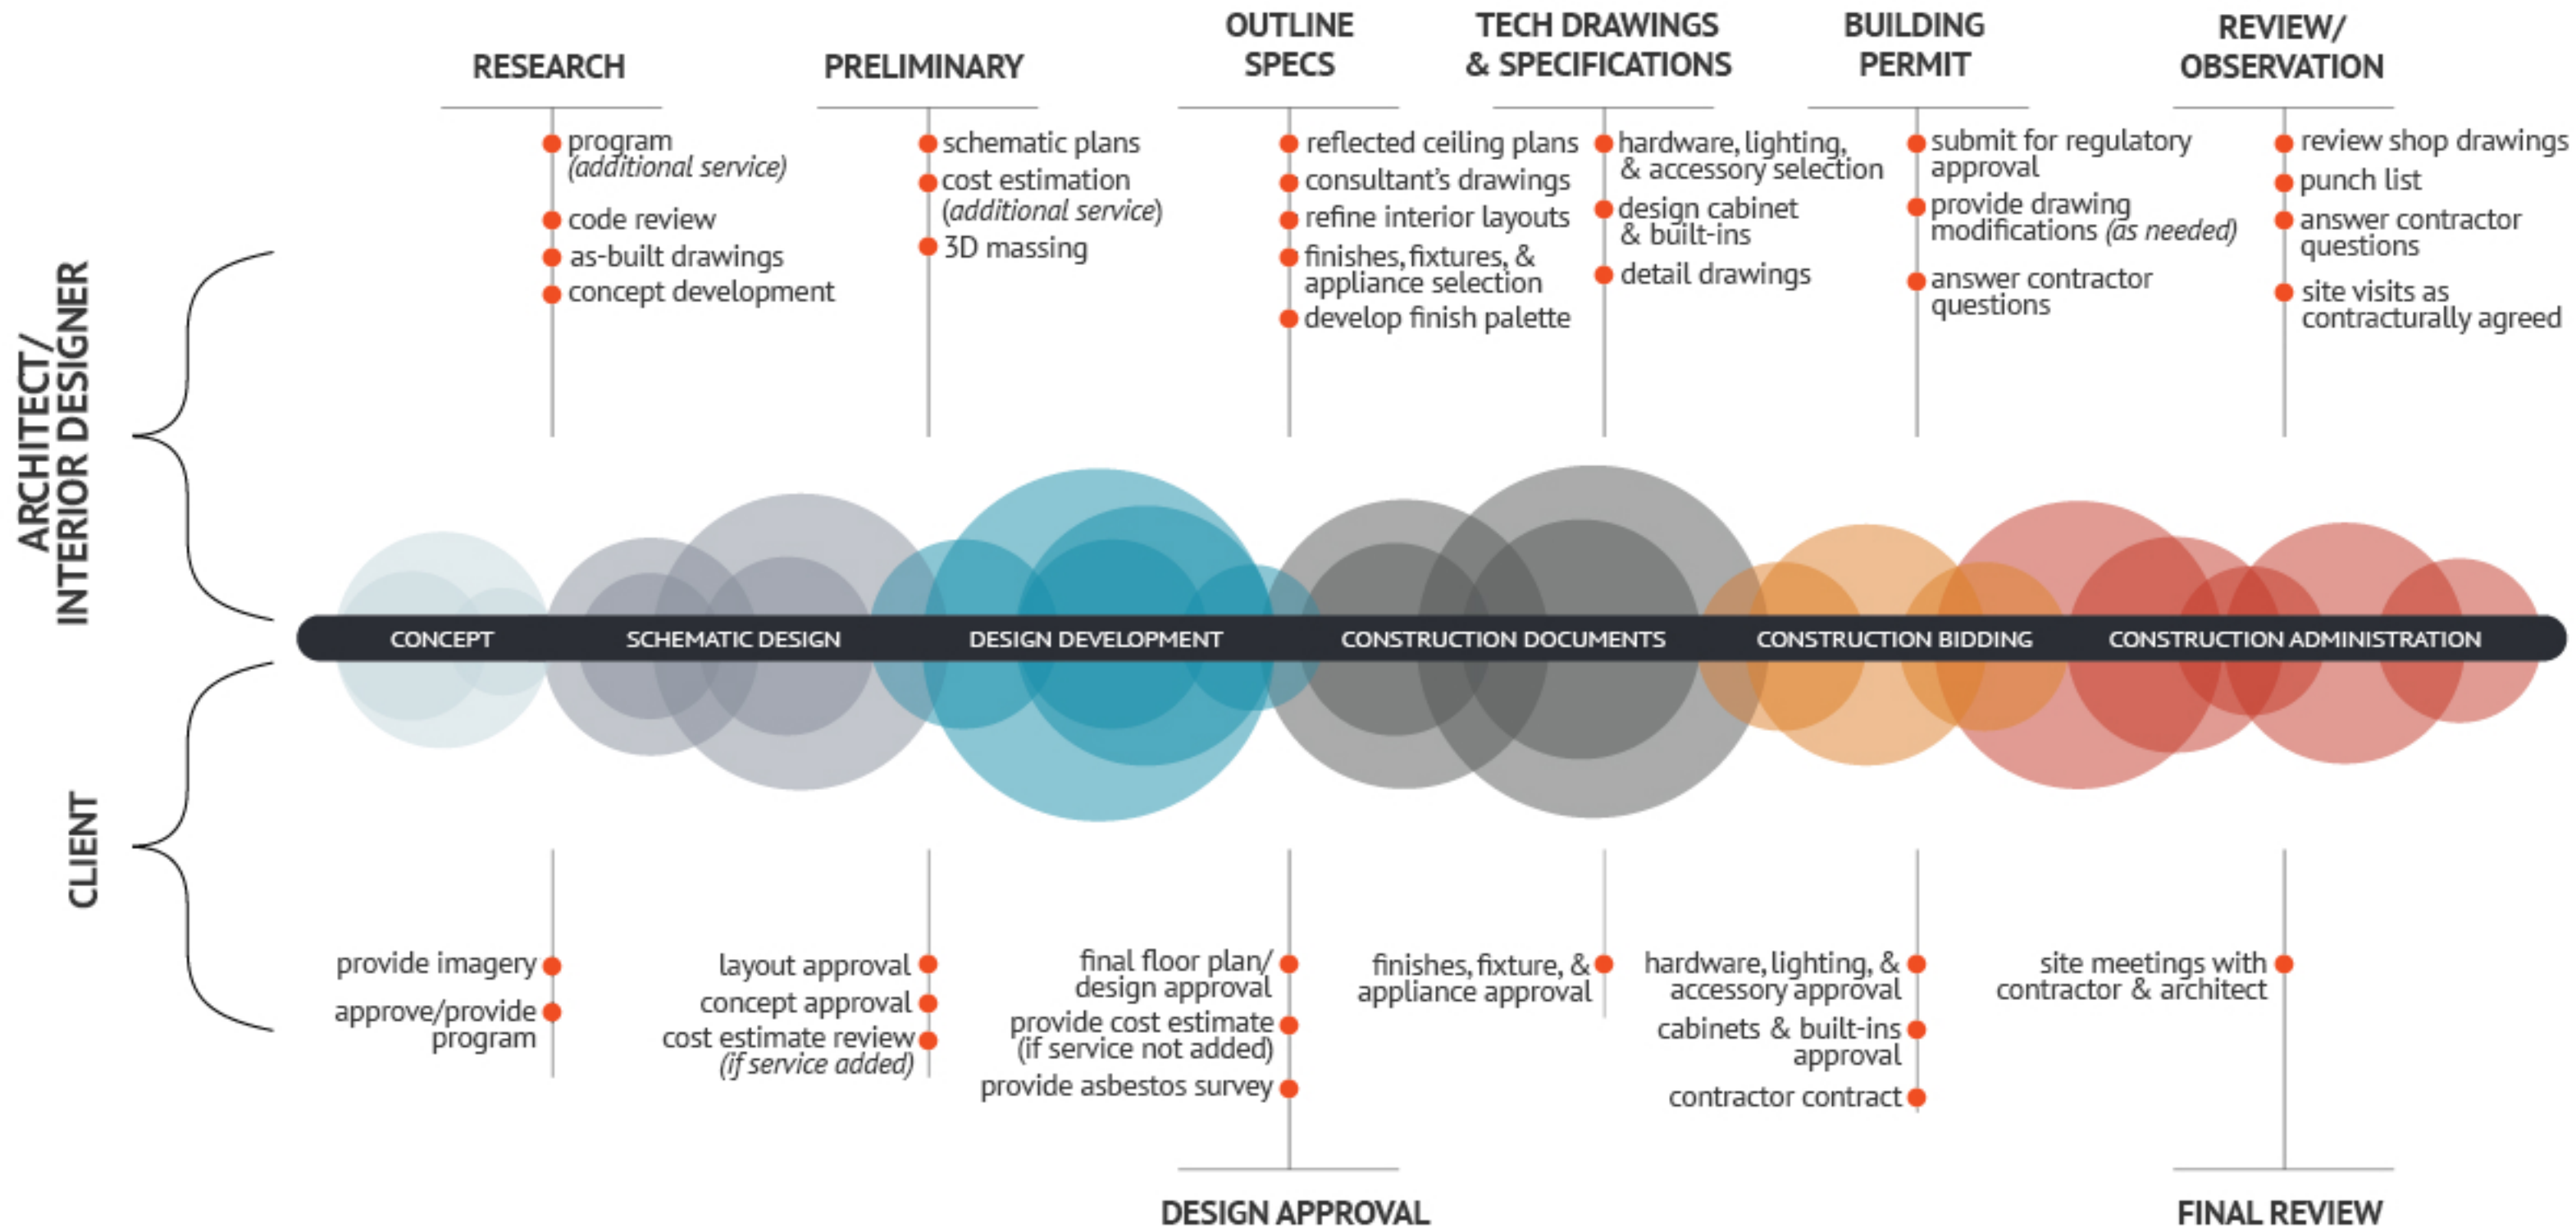 RESEARCH
program
(additional service)
code review
as-built drawings
concept development
PRELIMINARY
schematic plans
cost estimation
(additional service)
3D massing
OUTLINE
SPECS
reflected ceiling plans
consultant's drawings
refine interior layouts
finishes, fixtures, &
appliance selection
develop finish palette
TECH DRAWINGS
& SPECIFICATIONS
hardware, lighting,
& accessory selection
design cabinet
& built-ins
detail drawings
BUILDING
PERMIT
submit for regulatory
approval
provide drawing
modifications (as needed)
answer contractor
questions
REVIEW/
OBSERVATION
review shop drawings
punch list
answer contractor
questions
site visits as
contracturally agreed
ARCHITECT/
INTERIOR DESIGNER
CONCEPT
SCHEMATIC DESIGN
DESIGN DEVELOPMENT
CONSTRUCTION DOCUMENTS
CONSTRUCTION BIDDING
CONSTRUCTION ADMINISTRATION
CLIENT
provide imagery
approve/provide
program
layout approval
concept approval
cost estimate review
(if service added)
final floor plan/
design approval
provide cost estimate
(if service not added)
provide asbestos survey
DESIGN APPROVAL
finishes, fixture, &
appliance approval
hardware, lighting, &
accessory approval
cabinets & built-ins
approval
contractor contract
site meetings with
contractor & architect
FINAL REVIEW